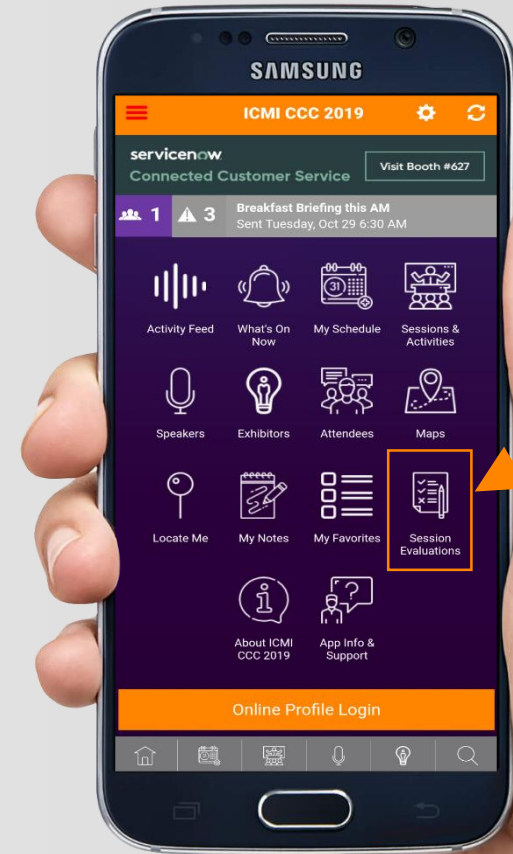 SAMSUNG
ICMI CCC 2019
servicenow
Connected Customer Service
Visit Booth #627
1
3
Breakfast Briefing this AM
Sent Tuesday, Oct 29 6:30 AM
31
Activity Feed
What's On
Now
My Schedule
Sessions &
Activities
Speakers
Exhibitors
Attendees
Maps
Locate Me
My Notes
My Favorites
Session
Evaluations
About ICMI
CCC 2019
App Info &
Support
Online Profile Login